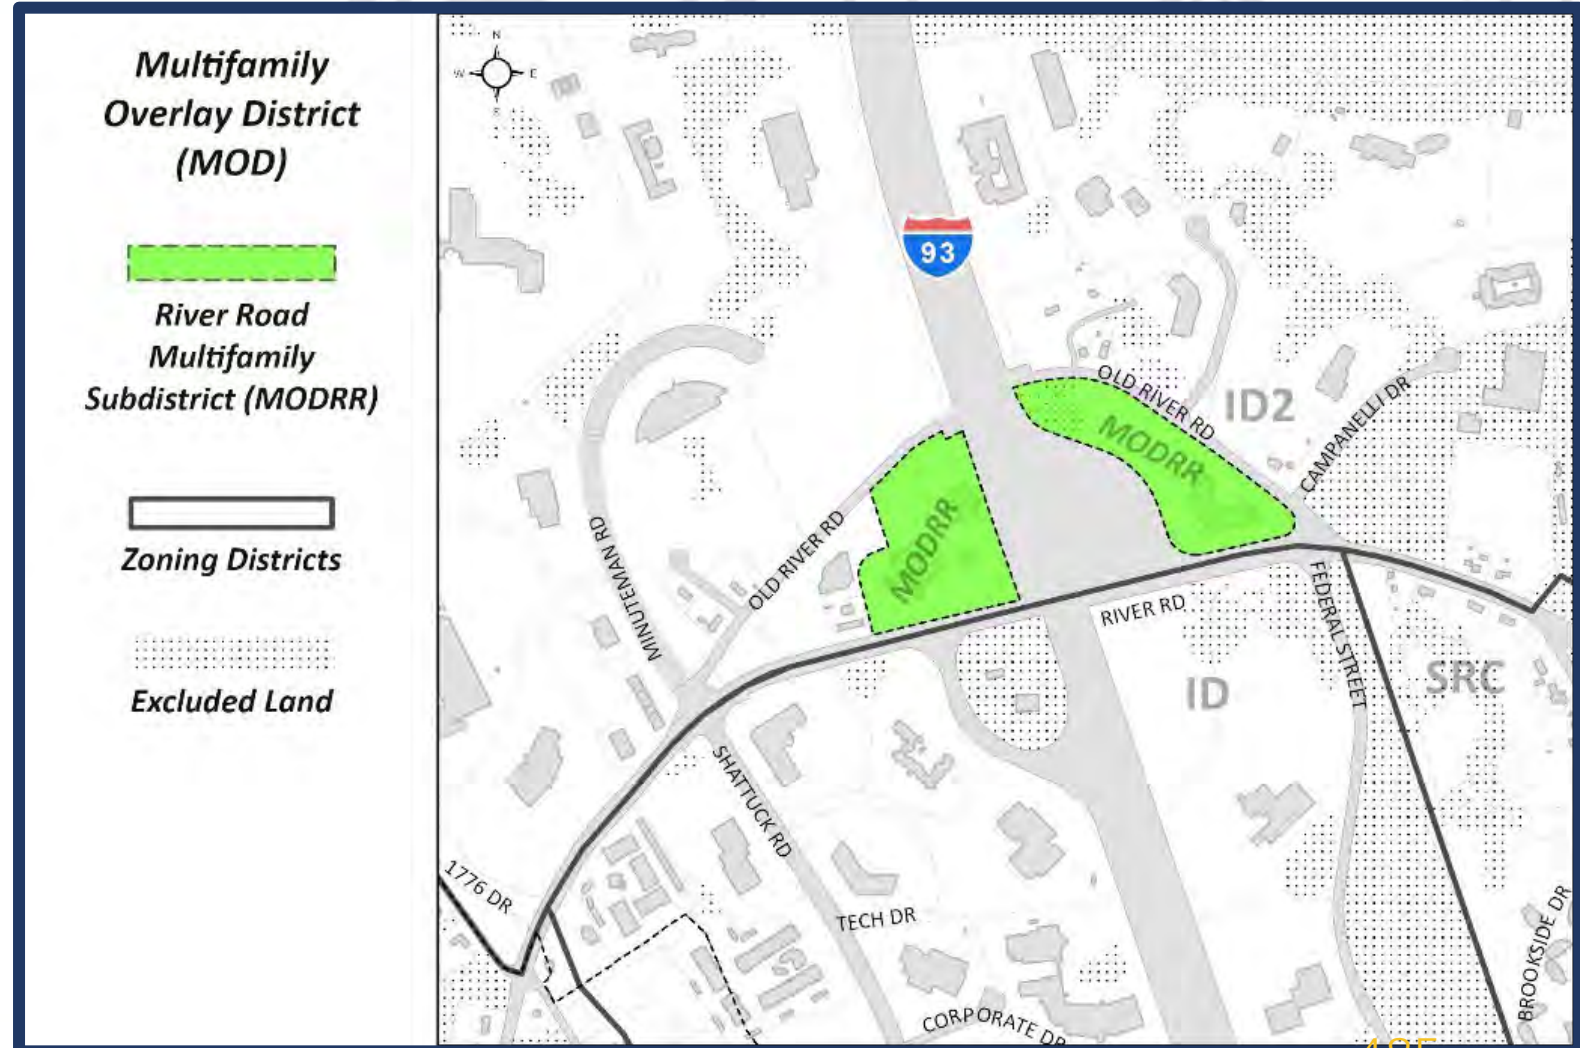 Multifamily
Overlay District
(MOD)
River Road
Multifamily
Subdistrict (MODRR)
Zoning Districts
Excluded Land
N
W
E
S
93
OLD RIVER RD
ID2
CAMPANELLI DR
MODRR
MODRR
OLD RIVER RD
MINUTEMAN RD
RIVER RD
FEDERAL STREET
ID
SRC
SHATTUCK RD
1776 DR
TECH DR
BROOKSIDE DR
CORPORATE DR